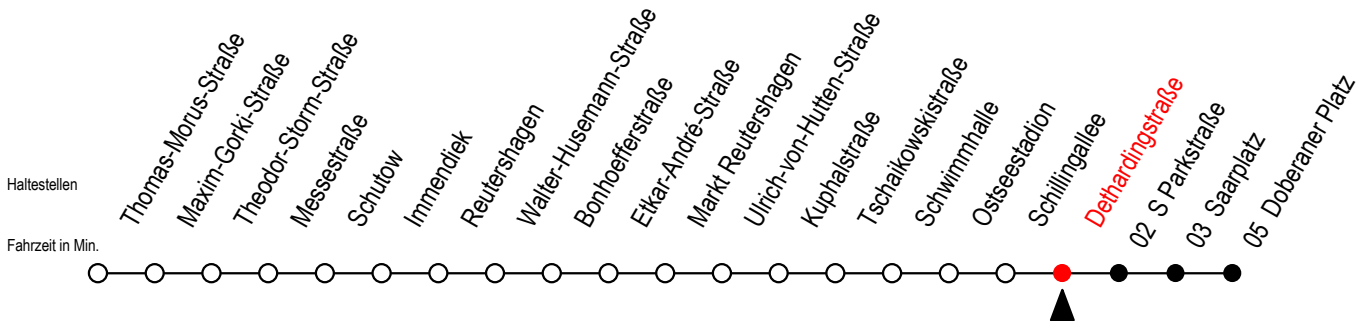 Haltestellen
Fahrzeit in Min.
Thomas-Morus-Straße
Maxim-Gorki-Straße
Theodor-Storm-Straße
Messestraße
Schutow
Immendiek
Reutershagen
Walter-Husemann-Straße
Bonhoefferstraße
Etkar-André-Straße
Markt Reutershagen
Ulrich-von-Hutten-Straße
Kuphalstraße
Tschaikowskistraße
Schwimmhalle
Ostseestadion
Schillingallee
Dethardingstraße
02 S Parkstraße
03 Saarplatz
05 Doberaner Platz